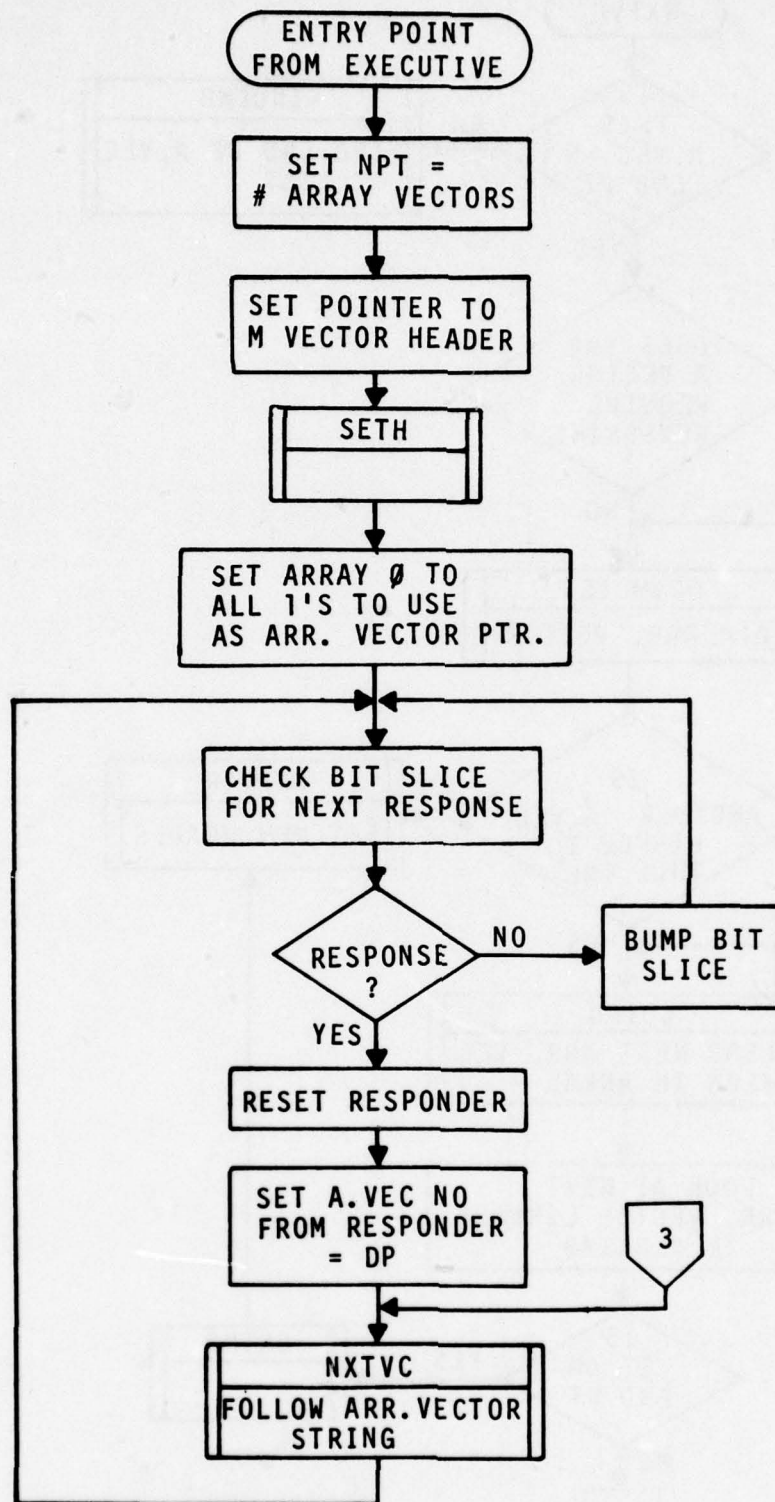 ENTRY POINT
FROM EXECUTIVE
SET NPT =
# ARRAY VECTORS
SET POINTER TO
M VECTOR HEADER
SETH
SET ARRAY Ø TO
ALL 1'S TO USE
AS ARR. VECTOR PTR.
CHECK BIT SLICE
FOR NEXT RESPONSE
RESPONSE
?
NO
BUMP BIT
SLICE
YES
RESET RESPONDER
SET A.VEC NO
FROM RESPONDER
= DP
3
NXTVC
FOLLOW ARR.VECTOR
STRING